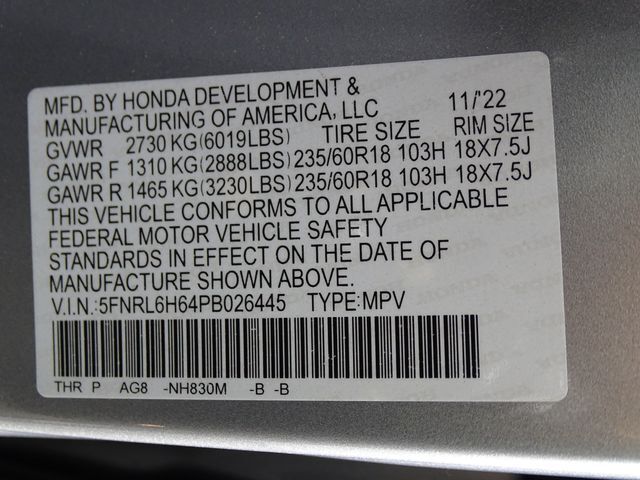 MFD. BY HONDA DEVELOPMENT &
MANUFACTURING OF AMERICA, LLC 11/'22
GVWR 2730 KG(6019LBS) TIRE SIZE RIM SIZE
GAWR F 1310 KG(2888LBS) 235/60R18 103H 18X7.5J
GAWR R 1465 KG(3230LBS) 235/60R18 103H 18X7.5J
THIS VEHICLE CONFORMS TO ALL APPLICABLE
FEDERAL MOTOR VEHICLE SAFETY
STANDARDS IN EFFECT ON THE DATE OF
MANUFACTURE SHOWN ABOVE.
V.I.N.:5FNRL6H64PB026445 TYPE:MPV
THR P AG8 -NH830M -B -B